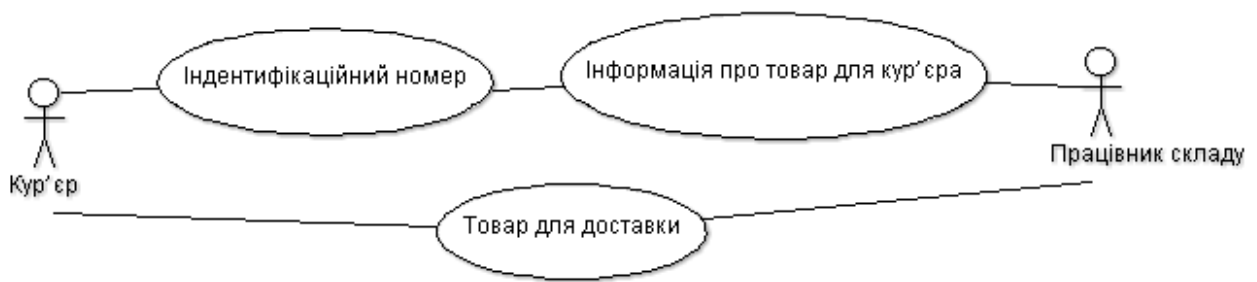 Індентифікаційний номер
Інформація про товар для кур'єра
Працівник складу
Кур'єр
Товар для доставки